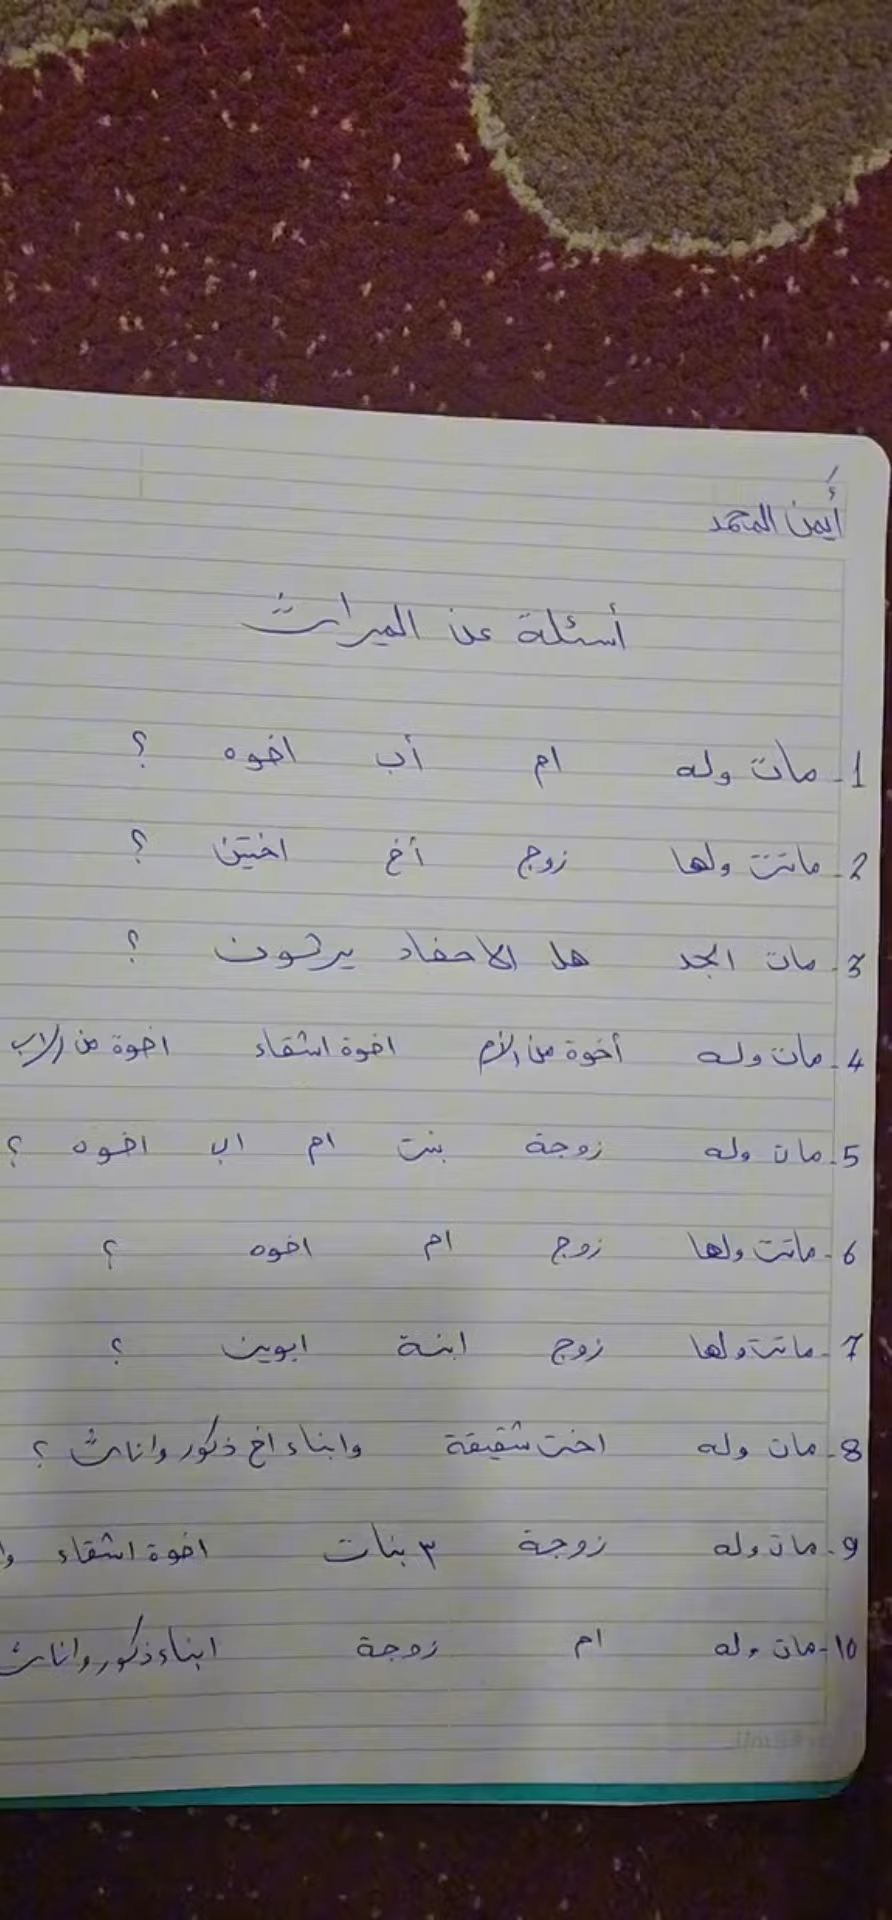 أيمن المحمد
أسئلة عن الميراث
1- مات وله ام أب اخوه ؟
2- ماتت ولها زوج أخ اختين ؟
3- مات الجد هل الاحفاد يرثون ؟
4- مات وله أخوة من الأم اخوة اشقاء اخوة من الاب
5- مات وله زوجة بنت ام اب اخوه ؟
6- ماتت ولها زوج ام اخوه ؟
7- ماتت ولها زوج ابنة ابوين ؟
8- مات وله اخت شقيقة وابناء اخ ذكور واناث ؟
9- مات وله زوجة ٣ بنات اخوة اشقاء
10- مات وله ام زوجة ابناء ذكور واناث